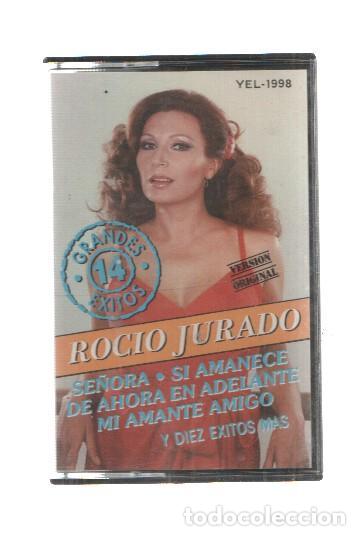 YEL-1998
GRANDES
14
EXITOS
VERSION
ORIGINAL
ROCIO JURADO
SEÑORA • SI AMANECE
DE AHORA EN ADELANTE
MI AMANTE AMIGO
Y DIEZ EXITOS MAS
todocoleccion